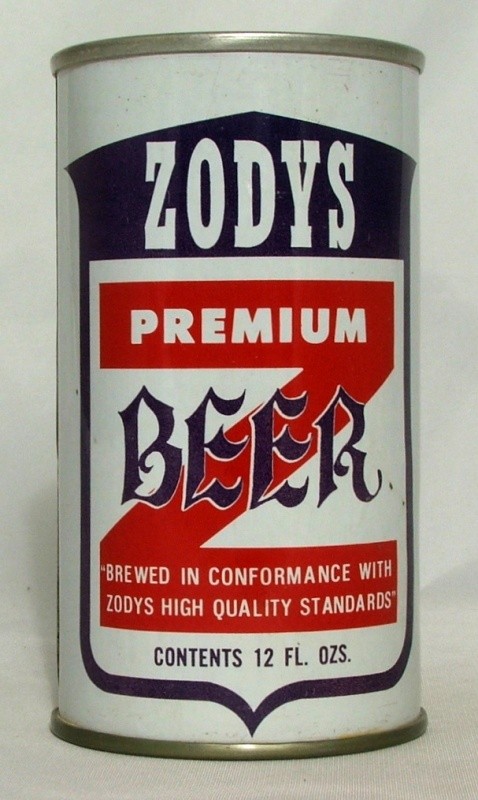 ZODYS
PREMIUM
BEER
"BREWED IN CONFORMANCE WITH
ZODYS HIGH QUALITY STANDARDS"
CONTENTS 12 FL. OZS.